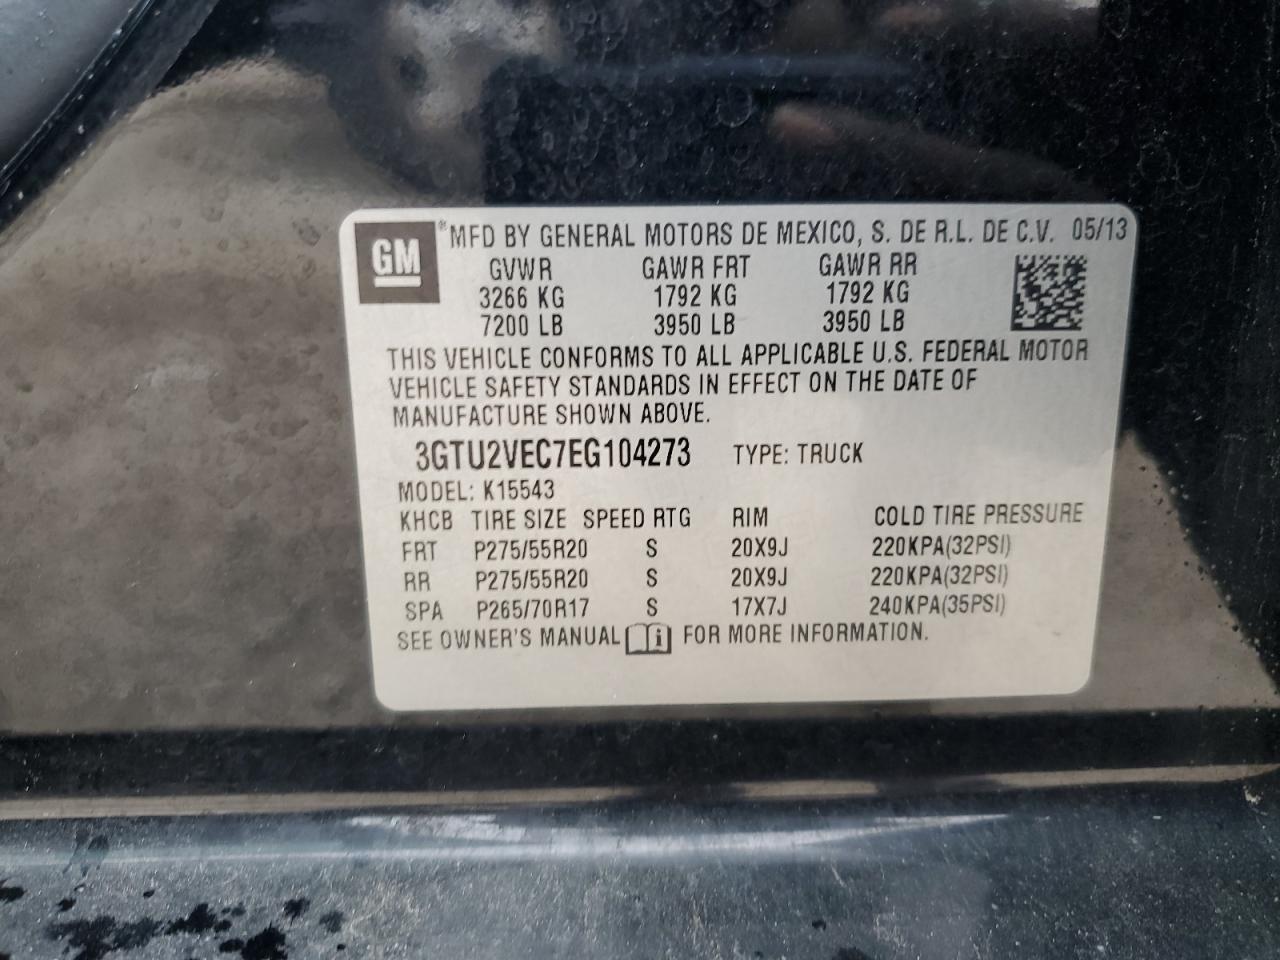 GM *MFD BY GENERAL MOTORS DE MEXICO, S. DE R.L. DE C.V. 05/13
GVWR GAWR FRT GAWR RR
3266 KG 1792 KG 1792 KG
7200 LB 3950 LB 3950 LB
THIS VEHICLE CONFORMS TO ALL APPLICABLE U.S. FEDERAL MOTOR
VEHICLE SAFETY STANDARDS IN EFFECT ON THE DATE OF
MANUFACTURE SHOWN ABOVE.
3GTU2VEC7EG104273 TYPE: TRUCK
MODEL: K15543
KHCB TIRE SIZE SPEED RTG RIM COLD TIRE PRESSURE
FRT P275/55R20 S 20X9J 220KPA(32PSI)
RR P275/55R20 S 20X9J 220KPA(32PSI)
SPA P265/70R17 S 17X7J 240KPA(35PSI)
SEE OWNER'S MANUAL i FOR MORE INFORMATION.